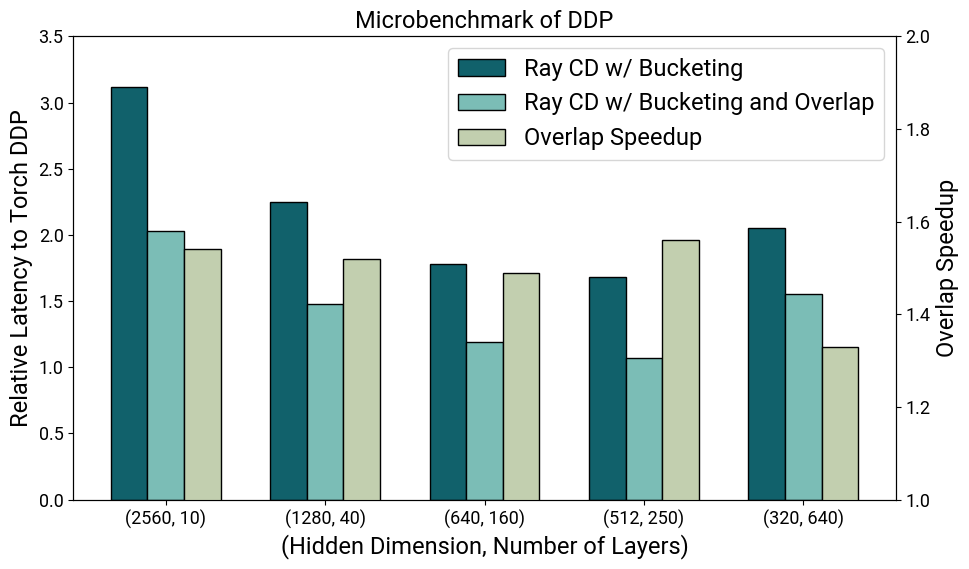 Microbenchmark of DDP
Ray CD w/ Bucketing
Ray CD w/ Bucketing and Overlap
Overlap Speedup
Relative Latency to Torch DDP
3.5
3.0
2.5
2.0
1.5
1.0
0.5
0.0
2.0
1.8
1.6
1.4
1.2
1.0
Overlap Speedup
(2560, 10)
(1280, 40)
(640, 160)
(512, 250)
(320, 640)
(Hidden Dimension, Number of Layers)